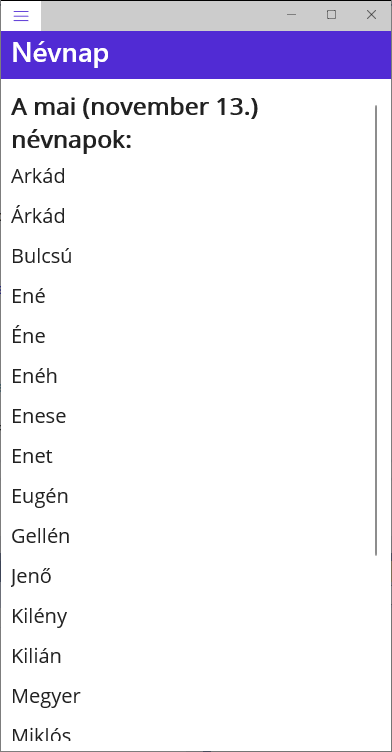 Névnap
A mai (november 13.)
névnapok:
Arkád
Árkád
Bulcsú
Ené
Éne
Enéh
Enese
Enet
Eugén
Gellén
Jenő
Kilény
Kilián
Megyer
Miklós